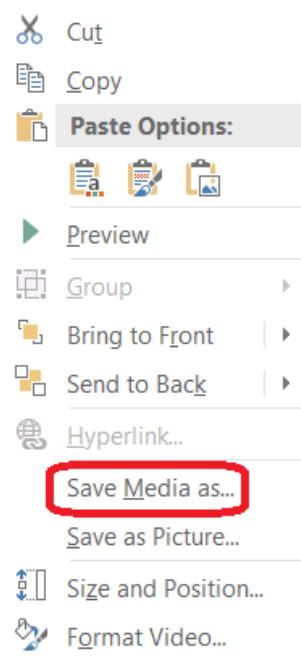 Cut
Copy
Paste Options:
Preview
Group
Bring to Front
Send to Back
Hyperlink...
Save Media as...
Save as Picture...
Size and Position...
Format Video...